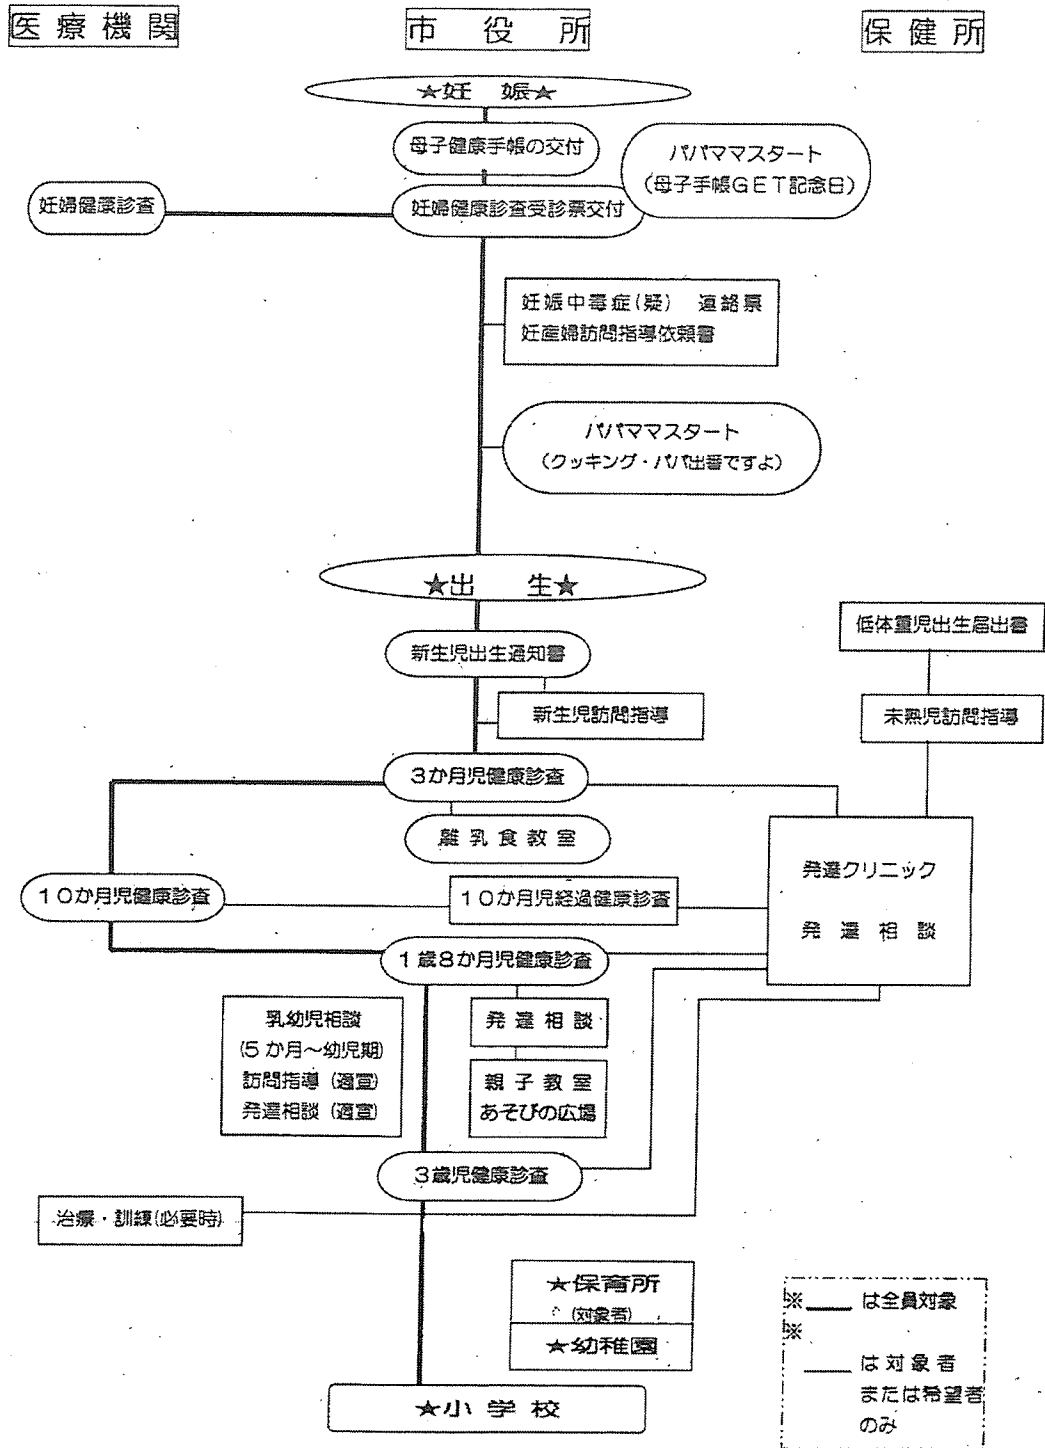 医療機関
市役所
保健所
★妊娠★
母子健康手帳の交付
パパママスタート
(母子手帳GET記念日)
妊婦健康診査
妊婦健康診査受診票交付
妊娠中毒症(疑) 連絡票
妊産婦訪問指導依頼書
パパママスタート
(クッキング・パパ出番ですよ)
★出生★
低体重児出生届出書
新生児出生通知書
新生児訪問指導
未熟児訪問指導
3か月児健康診査
離乳食教室
発達クリニック
発達相談
10か月児健康診査
10か月児経過健康診査
1歳8か月児健康診査
乳幼児相談
(5か月～幼児期)
訪問指導(適宜)
発達相談(適宜)
発達相談
親子教室
あそびの広場
3歳児健康診査
治療・訓練(必要時)
★保育所
(対象者)
★幼稚園
★小学校
※ は全員対象
※
は対象者
または希望者
のみ